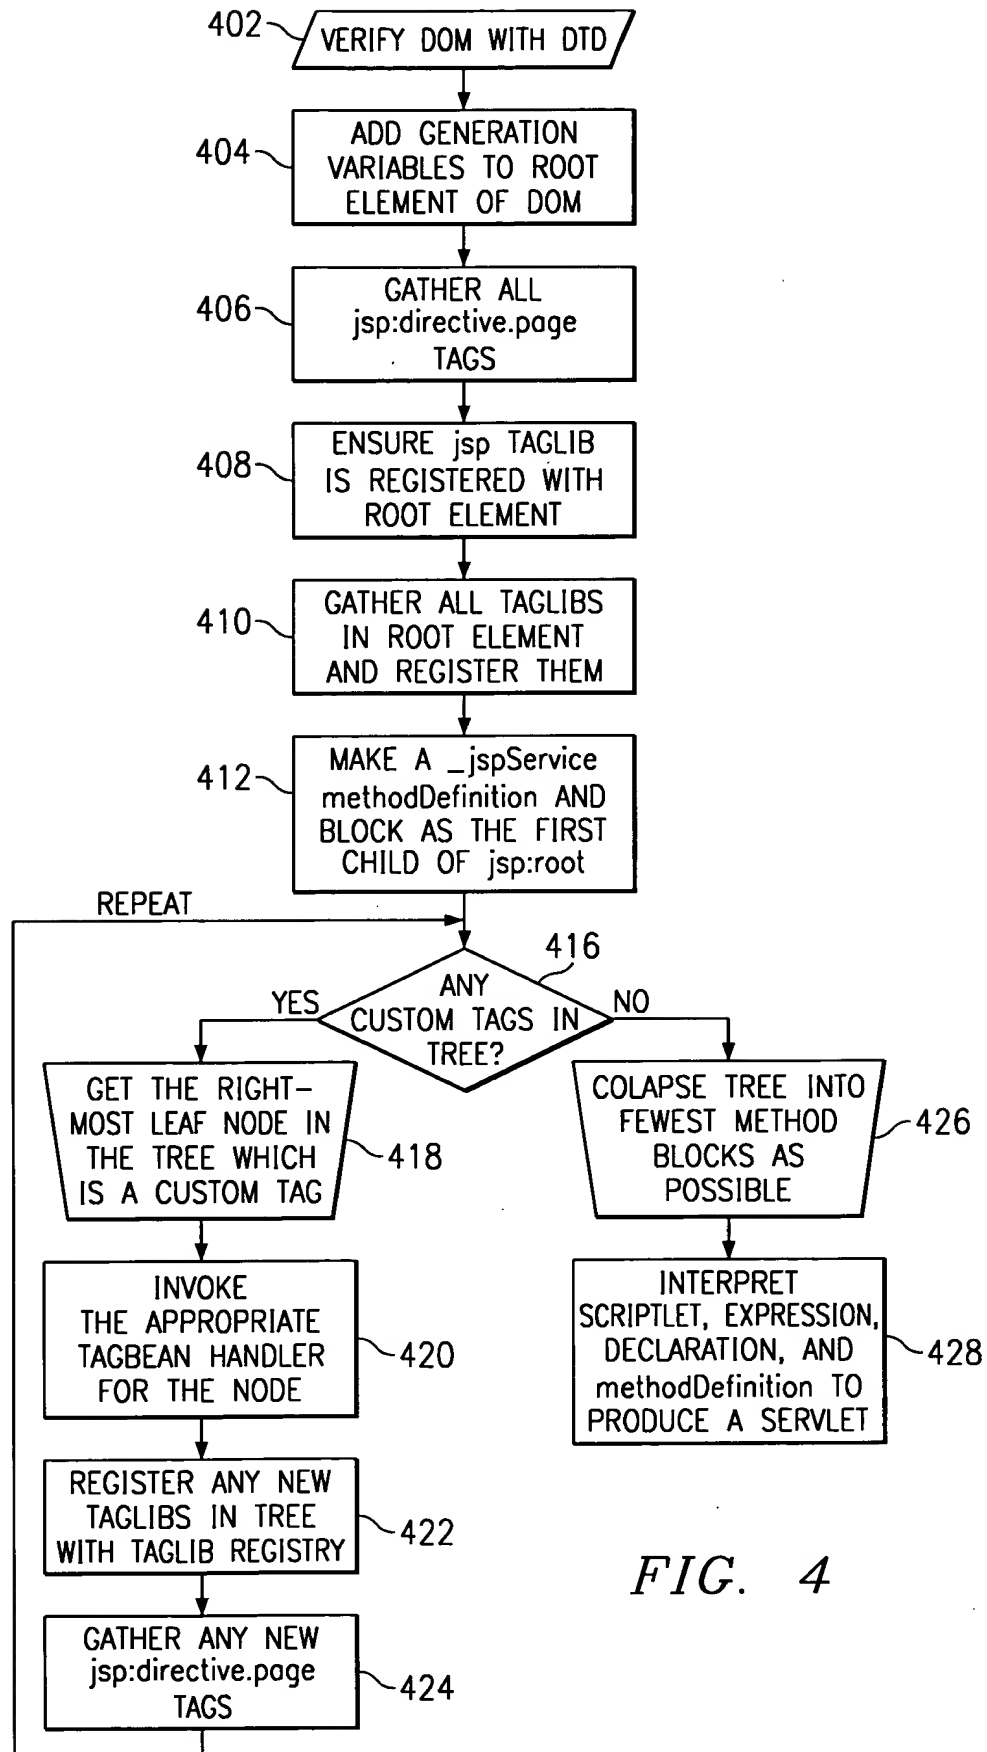 402
VERIFY DOM WITH DTD
404
ADD GENERATION
VARIABLES TO ROOT
ELEMENT OF DOM
406
GATHER ALL
jsp:directive.page
TAGS
408
ENSURE jsp TAGLIB
IS REGISTERED WITH
ROOT ELEMENT
410
GATHER ALL TAGLIBS
IN ROOT ELEMENT
AND REGISTER THEM
412
MAKE A _jspService
methodDefinition AND
BLOCK AS THE FIRST
CHILD OF jsp:root
REPEAT
416
ANY
CUSTOM TAGS IN
TREE?
YES
NO
GET THE RIGHT-
MOST LEAF NODE IN
THE TREE WHICH
IS A CUSTOM TAG
418
COLAPSE TREE INTO
FEWEST METHOD
BLOCKS AS
POSSIBLE
426
INVOKE
THE APPROPRIATE
TAGBEAN HANDLER
FOR THE NODE
420
INTERPRET
SCRIPTLET, EXPRESSION,
DECLARATION, AND
methodDefinition TO
PRODUCE A SERVLET
428
REGISTER ANY NEW
TAGLIBS IN TREE
WITH TAGLIB REGISTRY
422
GATHER ANY NEW
jsp:directive.page
TAGS
424
FIG. 4